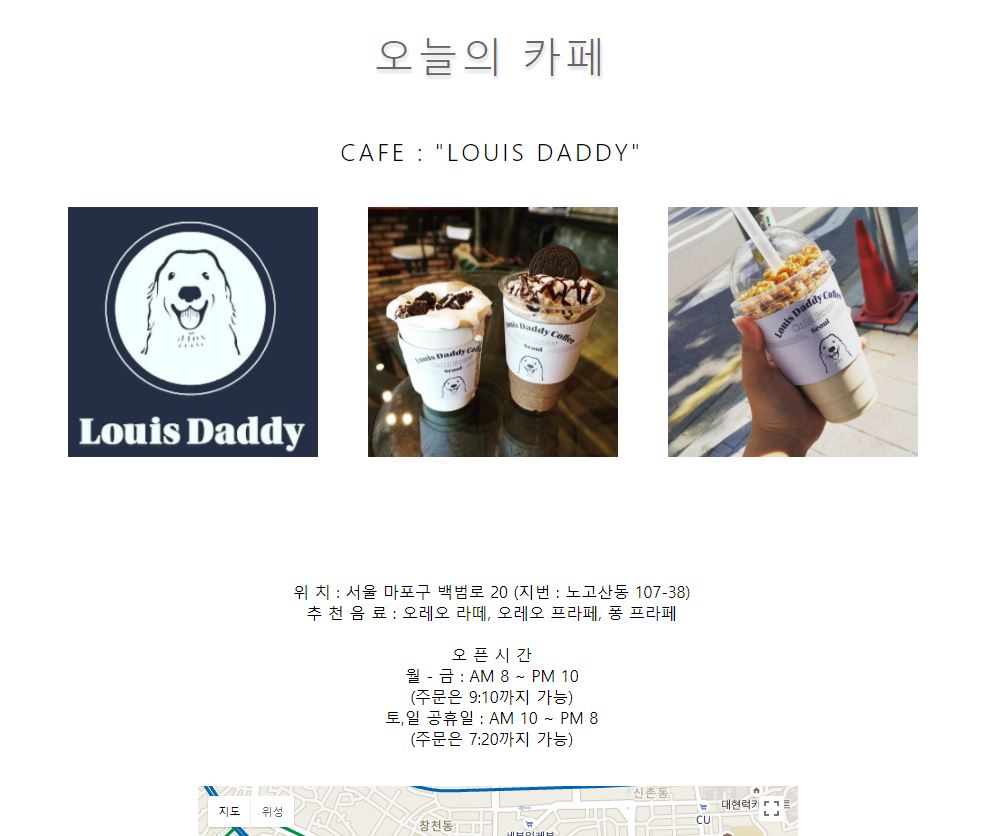 오늘의 카페
CAFE : "LOUIS DADDY"
Louis Daddy
Louis Daddy Coffee
Seoul
Louis Daddy Coffee
Seoul
Louis Daddy Coffee
Cold Brew
Seoul
위 치 : 서울 마포구 백범로 20 (지번 : 노고산동 107-38)
추 천 음 료 : 오레오 라떼, 오레오 프라페, 퐁 프라페
오 픈 시 간
월 - 금 : AM 8 ~ PM 10
(주문은 9:10까지 가능)
토,일 공휴일 : AM 10 ~ PM 8
(주문은 7:20까지 가능)
지도
위성
신촌동
창천동
CU